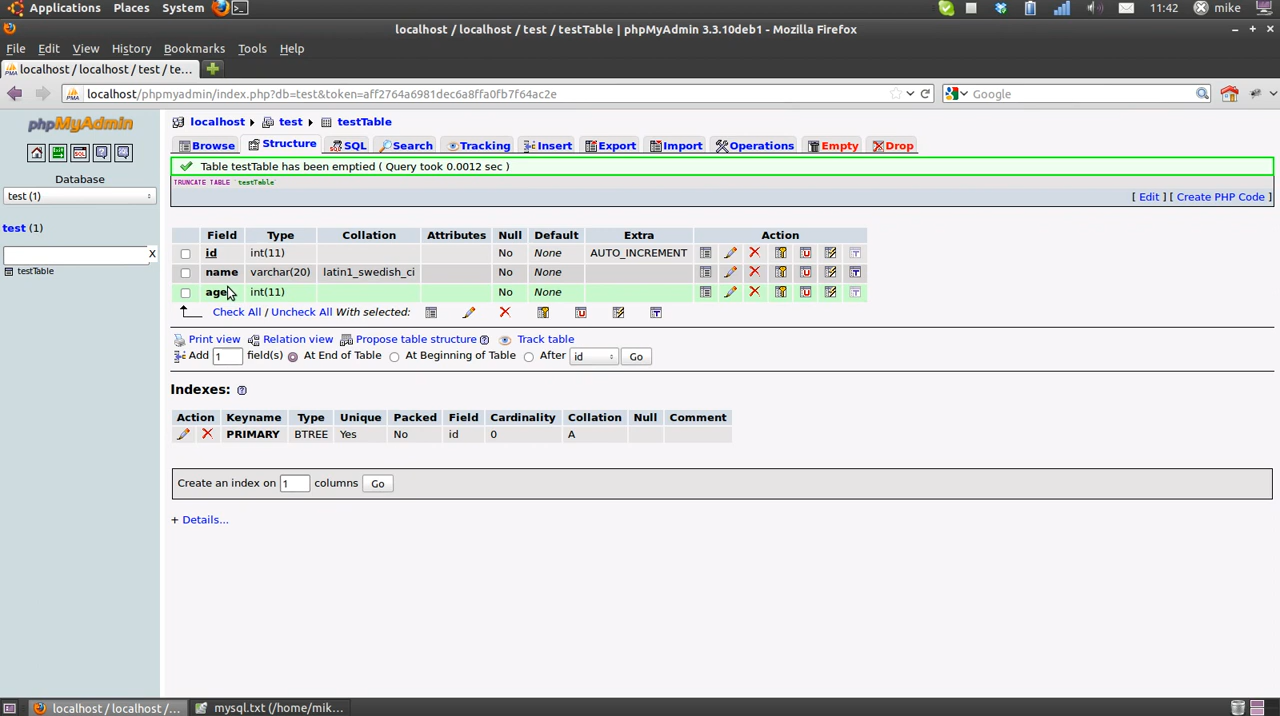 Applications Places System 11:42 mike
localhost / localhost / test / testTable | phpMyAdmin 3.3.10deb1 - Mozilla Firefox
File Edit View History Bookmarks Tools Help
localhost / localhost / test / te...
localhost/phpmyadmin/index.php?db=test&token=aff2764a6981dec6a8ffa0fb7f64ac2e
Google
phpMyAdmin
Database
test (1)
test (1)
X
testTable
localhost test testTable
Browse Structure SQL Search Tracking Insert Export Import Operations Empty Drop
Table testTable has been emptied ( Query took 0.0012 sec )
TRUNCATE TABLE `testTable`
[ Edit ] [ Create PHP Code ]
Field Type Collation Attributes Null Default Extra Action
id int(11) No None AUTO_INCREMENT
name varchar(20) latin1_swedish_ci No None
age int(11) No None
Check All / Uncheck All With selected:
Print view Relation view Propose table structure Track table
Add 1 field(s) At End of Table At Beginning of Table After id Go
Indexes:
Action Keyname Type Unique Packed Field Cardinality Collation Null Comment
PRIMARY BTREE Yes No id 0 A
Create an index on 1 columns Go
+ Details...
localhost / localhost /... mysql.txt (/home/mik...